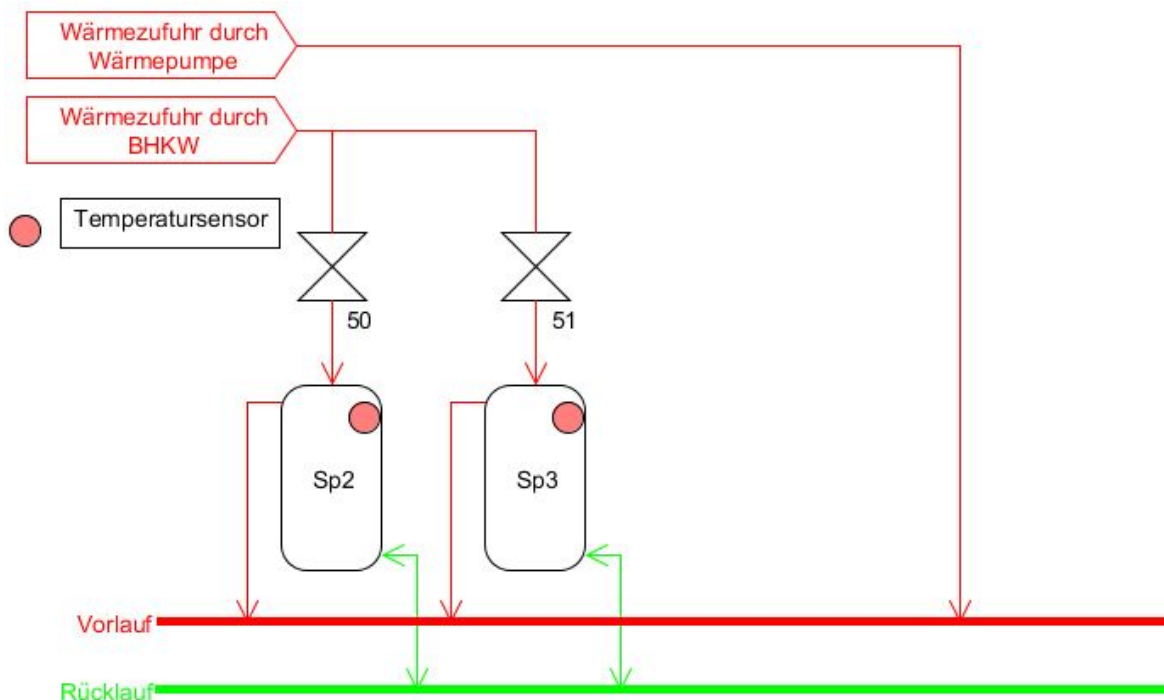 Wärmezufuhr durch
Wärmepumpe
Wärmezufuhr durch
BHKW
Temperatursensor
50
51
Sp2
Sp3
Vorlauf
Rücklauf